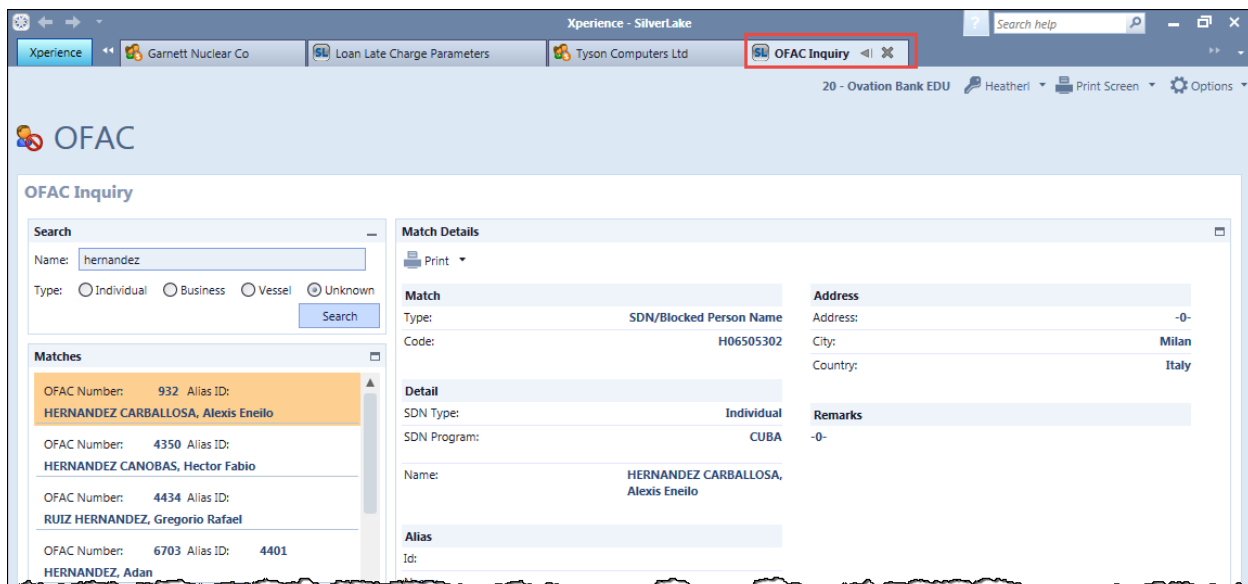 Xperience - SilverLake
? Search help
Xperience Garnett Nuclear Co SL Loan Late Charge Parameters Tyson Computers Ltd SL OFAC Inquiry
20 - Ovation Bank EDU Heatherl Print Screen Options
OFAC
OFAC Inquiry
Search
Name: hernandez
Type: Individual Business Vessel Unknown
Search
Matches
OFAC Number: 932 Alias ID:
HERNANDEZ CARBALLOSA, Alexis Eneilo
OFAC Number: 4350 Alias ID:
HERNANDEZ CANOBAS, Hector Fabio
OFAC Number: 4434 Alias ID:
RUIZ HERNANDEZ, Gregorio Rafael
OFAC Number: 6703 Alias ID: 4401
HERNANDEZ, Adan
Match Details
Print
Match
Type: SDN/Blocked Person Name
Code: H06505302
Detail
SDN Type: Individual
SDN Program: CUBA
Name: HERNANDEZ CARBALLOSA,
Alexis Eneilo
Alias
Id:
Address
Address: -0-
City: Milan
Country: Italy
Remarks
-0-